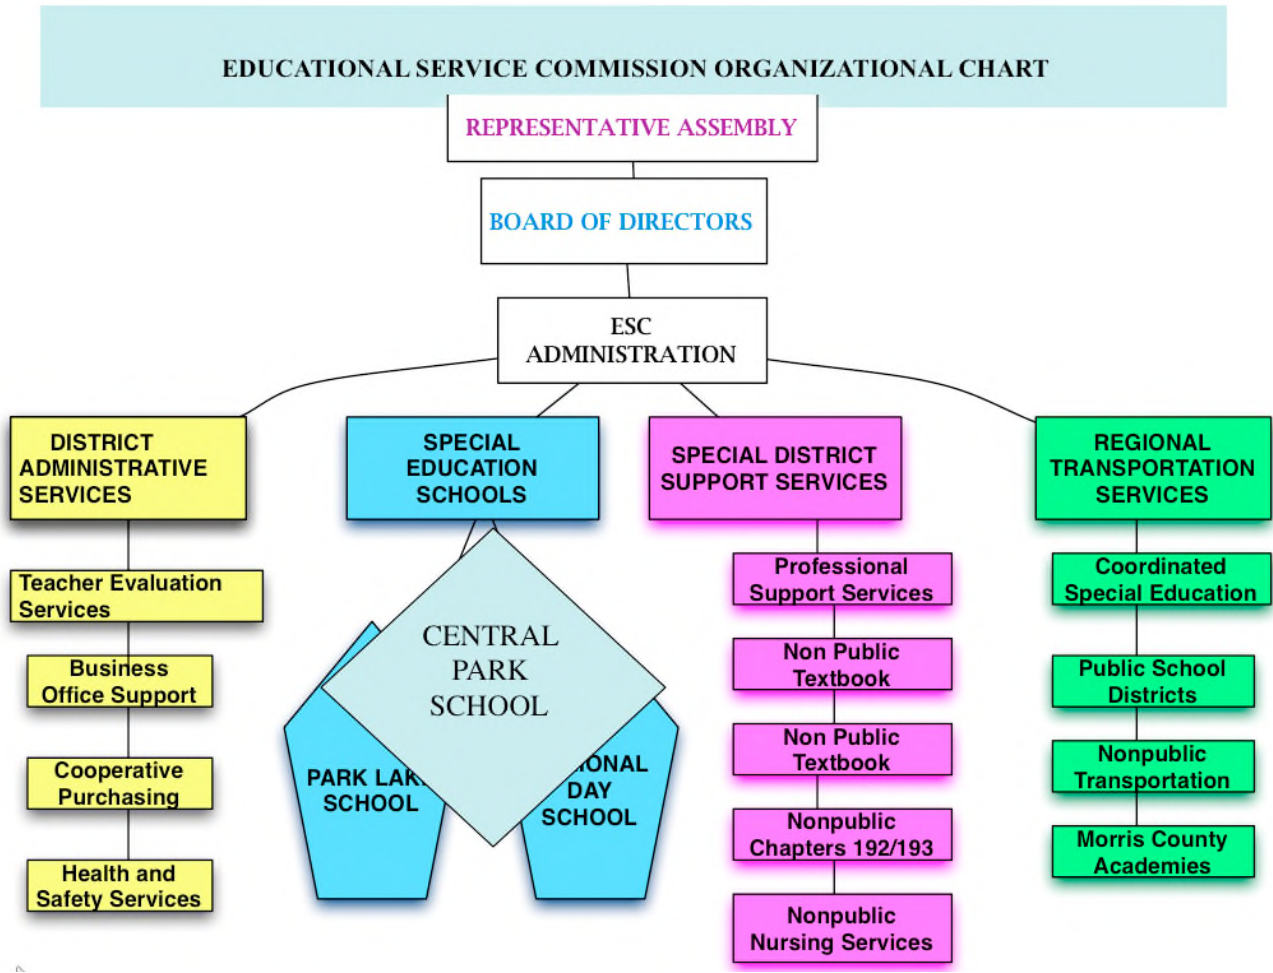 EDUCATIONAL SERVICE COMMISSION ORGANIZATIONAL CHART
REPRESENTATIVE ASSEMBLY
BOARD OF DIRECTORS
ESC
ADMINISTRATION
DISTRICT
ADMINISTRATIVE
SERVICES
Teacher Evaluation
Services
Business
Office Support
Cooperative
Purchasing
Health and
Safety Services
SPECIAL
EDUCATION
SCHOOLS
CENTRAL
PARK
SCHOOL
PARK
SCHOOL
DAY
SCHOOL
SPECIAL DISTRICT
SUPPORT SERVICES
Professional
Support Services
Non Public
Textbook
Non Public
Textbook
Nonpublic
Chapters 192/193
Nonpublic
Nursing Services
REGIONAL
TRANSPORTATION
SERVICES
Coordinated
Special Education
Public School
Districts
Nonpublic
Transportation
Morris County
Academies